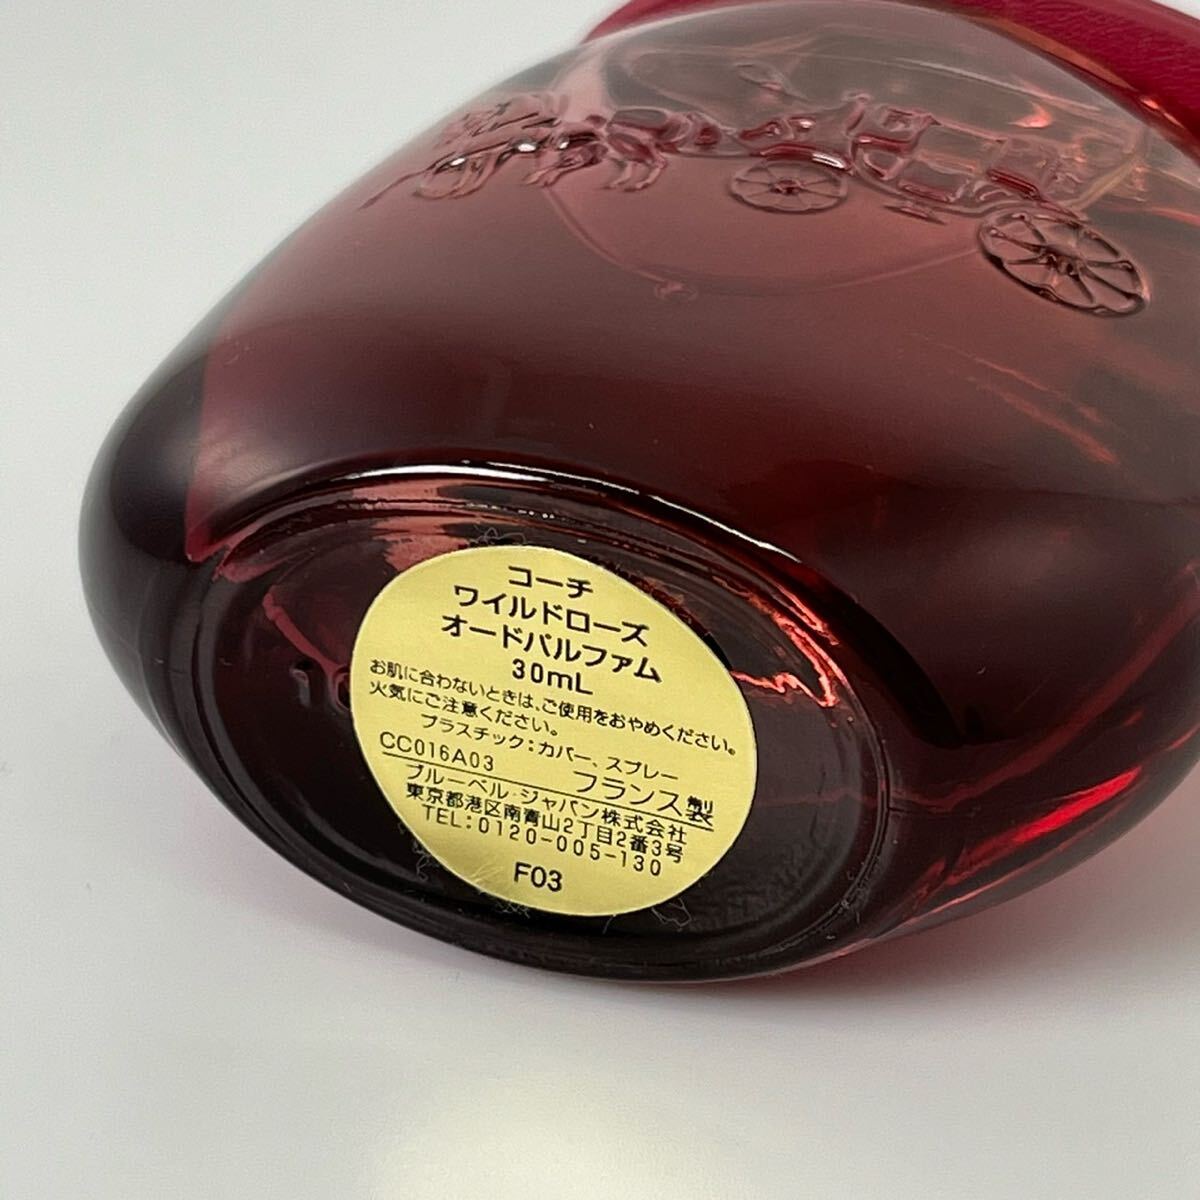 コーチ
ワイルドローズ
オードパルファム
30mL
お肌に合わないときは、ご使用をおやめください。
火気にご注意ください。
プラスチック:カバー、スプレー
CC016A03 フランス製
ブルーベル・ジャパン株式会社
東京都港区南青山2丁目2番3号
TEL:0120-005-130
F03